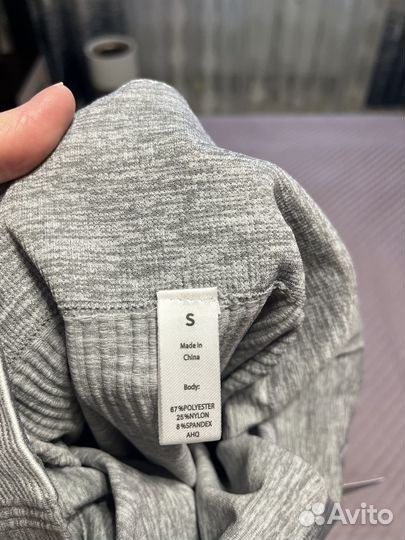 S
Made in
China
Body:
67%POLYESTER
25%NYLON
8%SPANDEX
AHQ
Avito